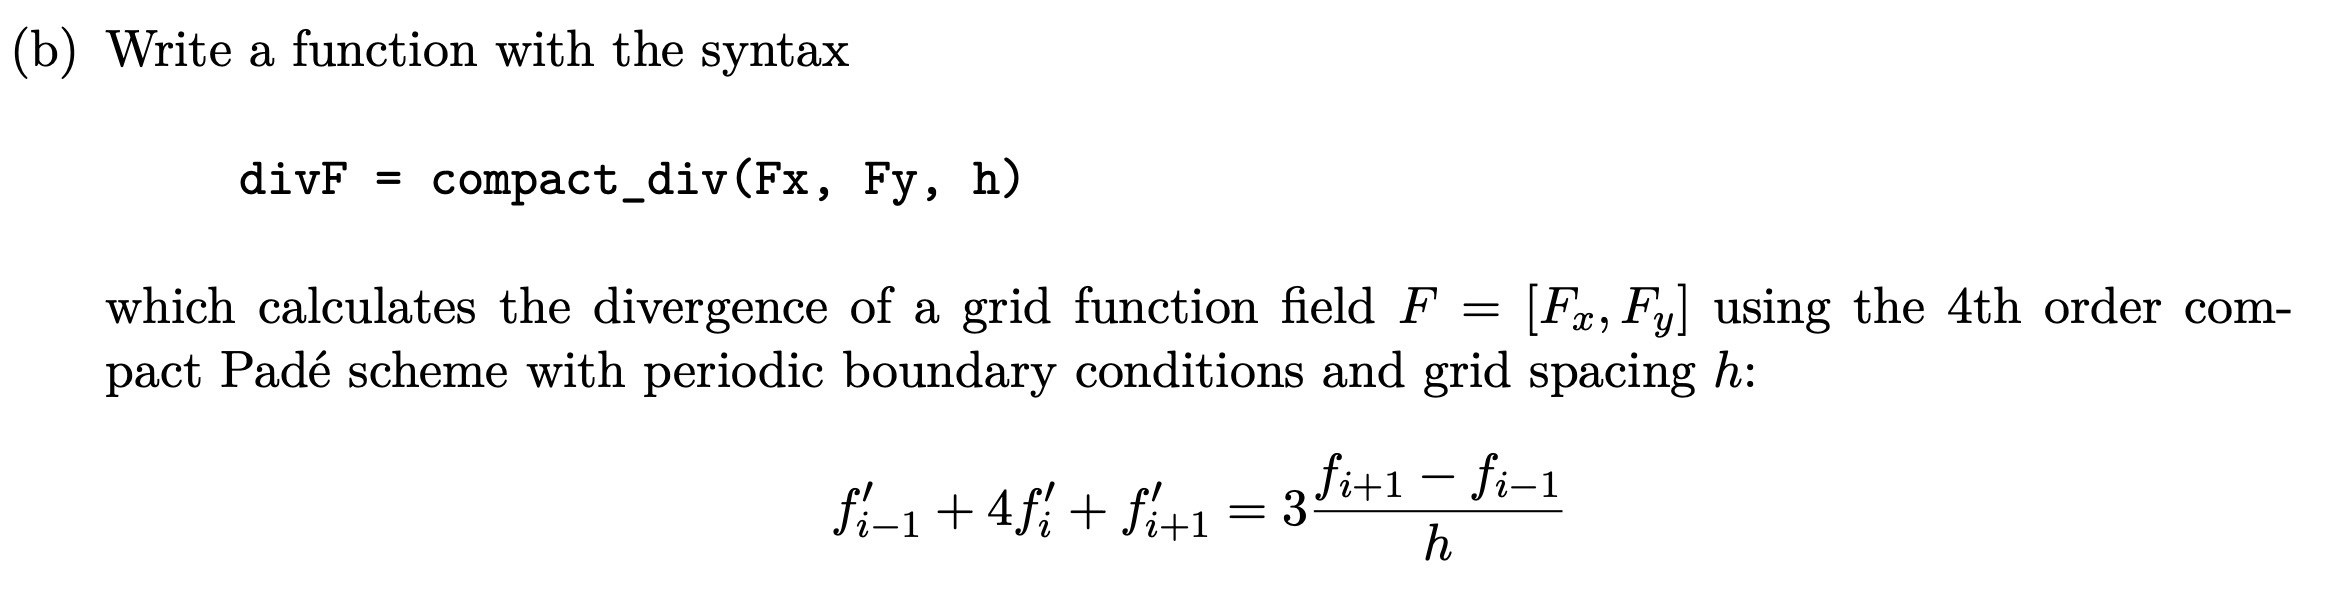 (b) Write a function with the syntax
divF = compact_div(Fx, Fy, h)
which calculates the divergence of a grid function field F = [F_x, F_y] using the 4th order com-
pact Padé scheme with periodic boundary conditions and grid spacing h:
f'_{i−1} + 4f'_i + f'_{i+1} = 3 \frac{f_{i+1} − f_{i−1}}{h}